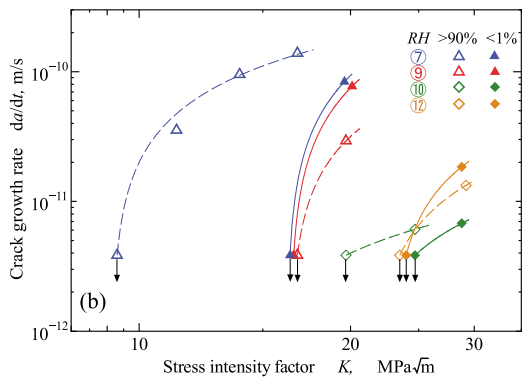 RH >90% <1%
⑦
⑨
⑩
⑫
10⁻¹⁰
10⁻¹¹
10⁻¹²
Crack growth rate da/dt, m/s
(b)
10 20 30
Stress intensity factor K, MPa√m